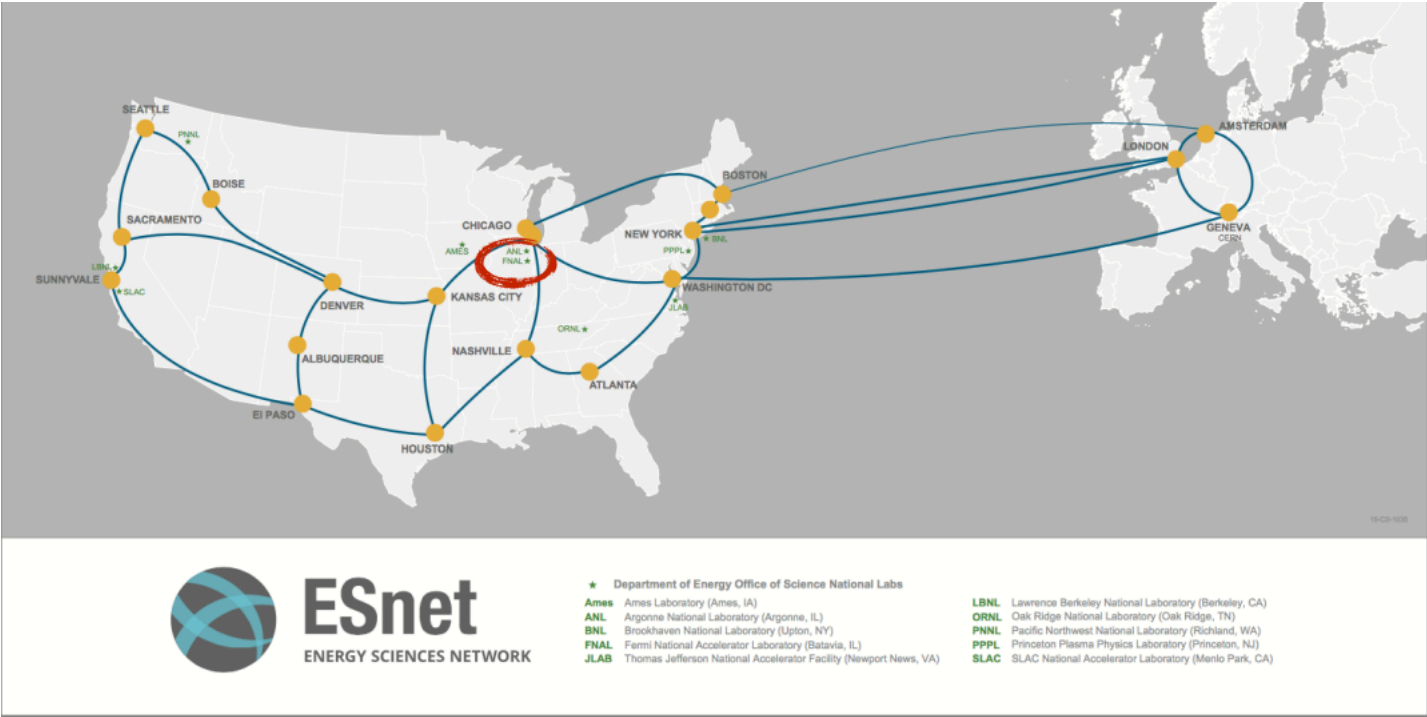 SEATTLE
PNNL
BOISE
SACRAMENTO
LBNL
SUNNYVALE
SLAC
DENVER
ALBUQUERQUE
El PASO
HOUSTON
KANSAS CITY
AMES
CHICAGO
ANL
FNAL
NASHVILLE
ORNL
ATLANTA
BOSTON
NEW YORK
BNL
PPPL
WASHINGTON DC
JLAB
AMSTERDAM
LONDON
GENEVA
CERN
ESnet
ENERGY SCIENCES NETWORK
Department of Energy Office of Science National Labs
Ames Ames Laboratory (Ames, IA)
ANL Argonne National Laboratory (Argonne, IL)
BNL Brookhaven National Laboratory (Upton, NY)
FNAL Fermi National Accelerator Laboratory (Batavia, IL)
JLAB Thomas Jefferson National Accelerator Facility (Newport News, VA)
LBNL Lawrence Berkeley National Laboratory (Berkeley, CA)
ORNL Oak Ridge National Laboratory (Oak Ridge, TN)
PNNL Pacific Northwest National Laboratory (Richland, WA)
PPPL Princeton Plasma Physics Laboratory (Princeton, NJ)
SLAC SLAC National Accelerator Laboratory (Menlo Park, CA)